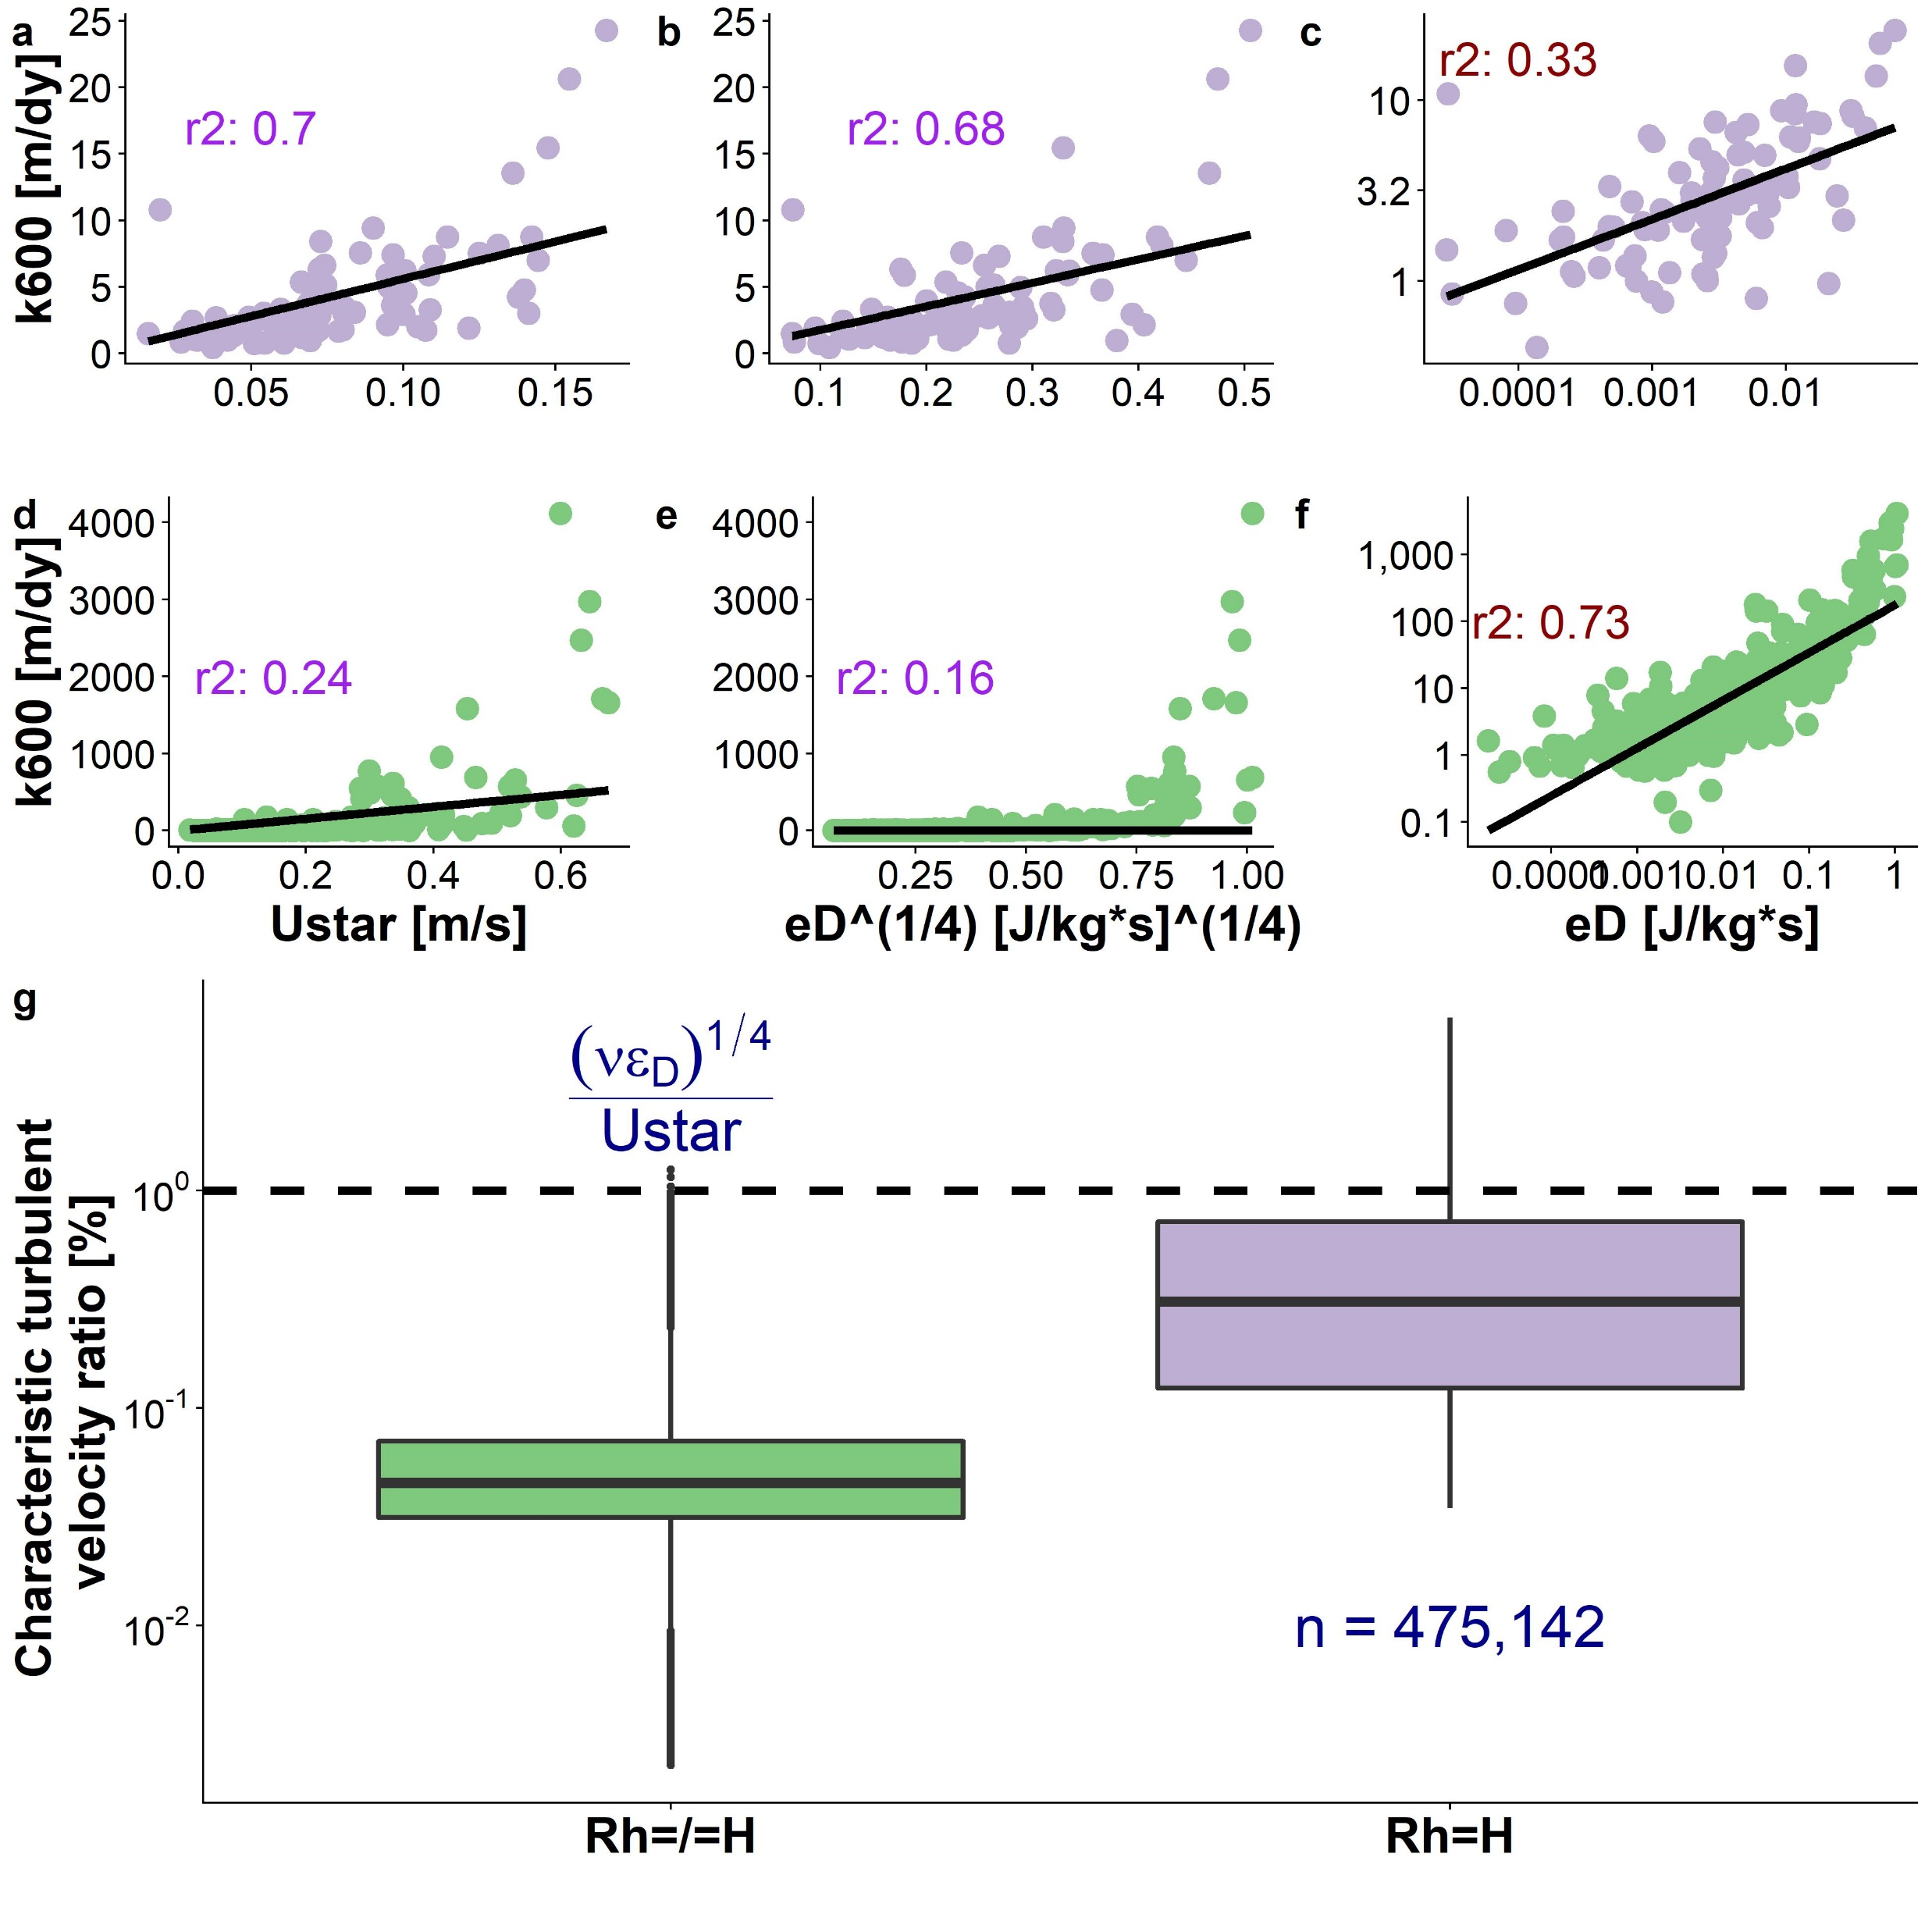 a
k600 [m/dy]
25
20
15
10
5
0
r2: 0.7
0.05 0.10 0.15
b
25
20
15
10
5
0
r2: 0.68
0.1 0.2 0.3 0.4 0.5
c
10
3.2
1
r2: 0.33
0.0001 0.001 0.01
d
k600 [m/dy]
4000
3000
2000
1000
0
r2: 0.24
0.0 0.2 0.4 0.6
Ustar [m/s]
e
4000
3000
2000
1000
0
r2: 0.16
0.25 0.50 0.75 1.00
eD^(1/4) [J/kg*s]^(1/4)
f
1,000
100
10
1
0.1
r2: 0.73
0.01 0.1 1
eD [J/kg*s]
g
Characteristic turbulent
velocity ratio [%]
10^0
10^-1
10^-2
(νε_D)^1/4
Ustar
n = 475,142
Rh=/=H Rh=H